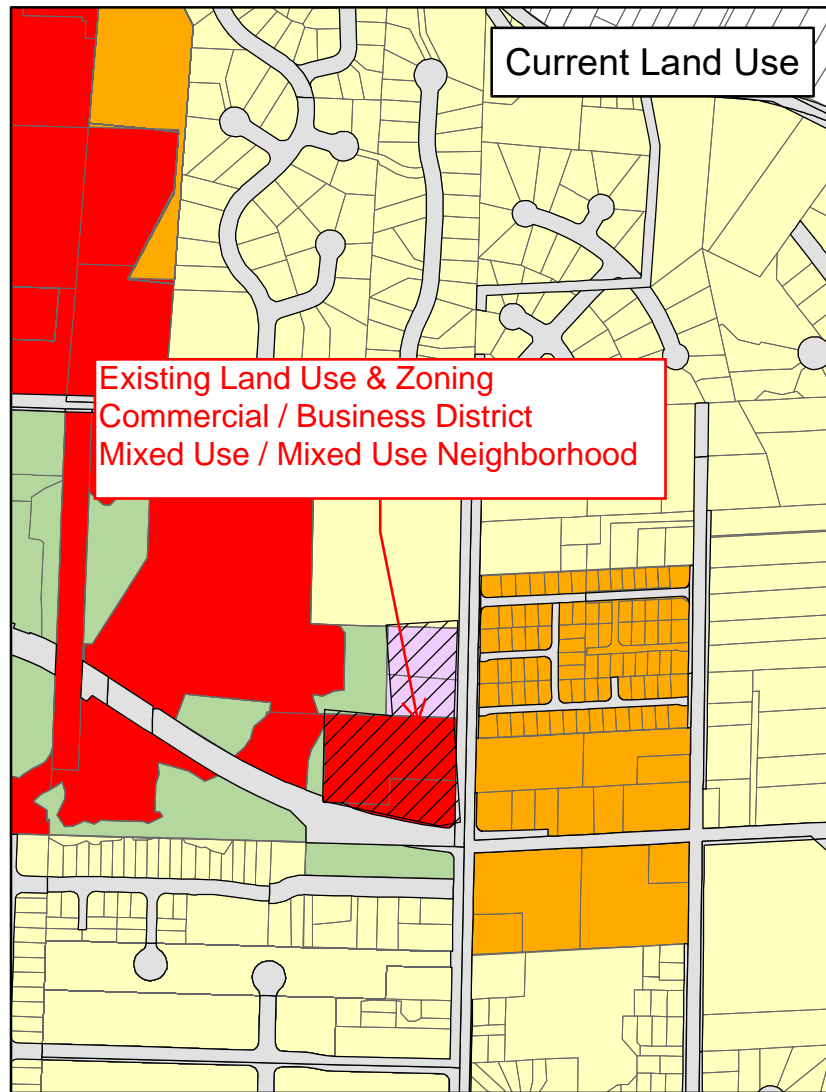 Current Land Use
Existing Land Use & Zoning
Commercial / Business District
Mixed Use / Mixed Use Neighborhood